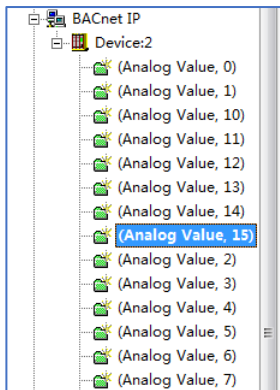 BACnet IP
Device:2
(Analog Value, 0)
(Analog Value, 1)
(Analog Value, 10)
(Analog Value, 11)
(Analog Value, 12)
(Analog Value, 13)
(Analog Value, 14)
(Analog Value, 15)
(Analog Value, 2)
(Analog Value, 3)
(Analog Value, 4)
(Analog Value, 5)
(Analog Value, 6)
(Analog Value, 7)